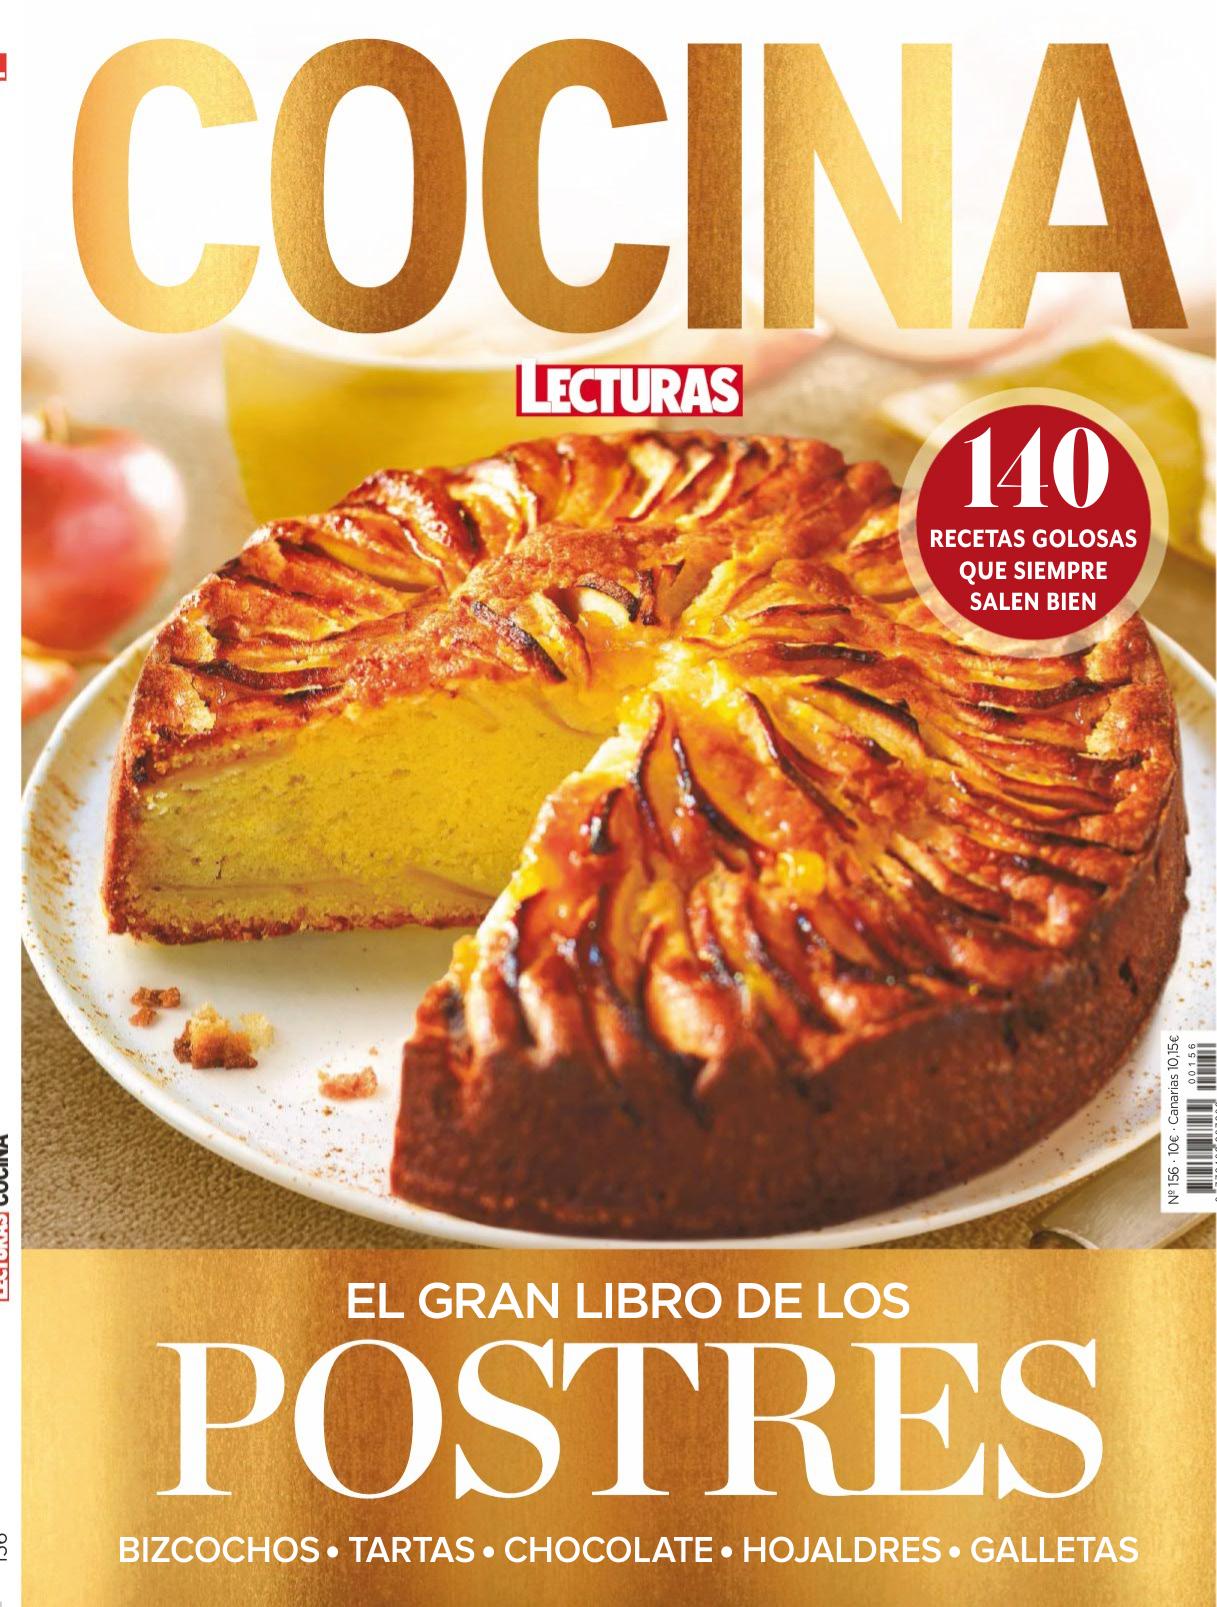 COCINA
LECTURAS
140
RECETAS GOLOSAS
QUE SIEMPRE
SALEN BIEN
Nº 156 · 10€ · Canarias 10,15€
00156
LECTURAS COCINA
156
EL GRAN LIBRO DE LOS
POSTRES
BIZCOCHOS • TARTAS • CHOCOLATE • HOJALDRES • GALLETAS